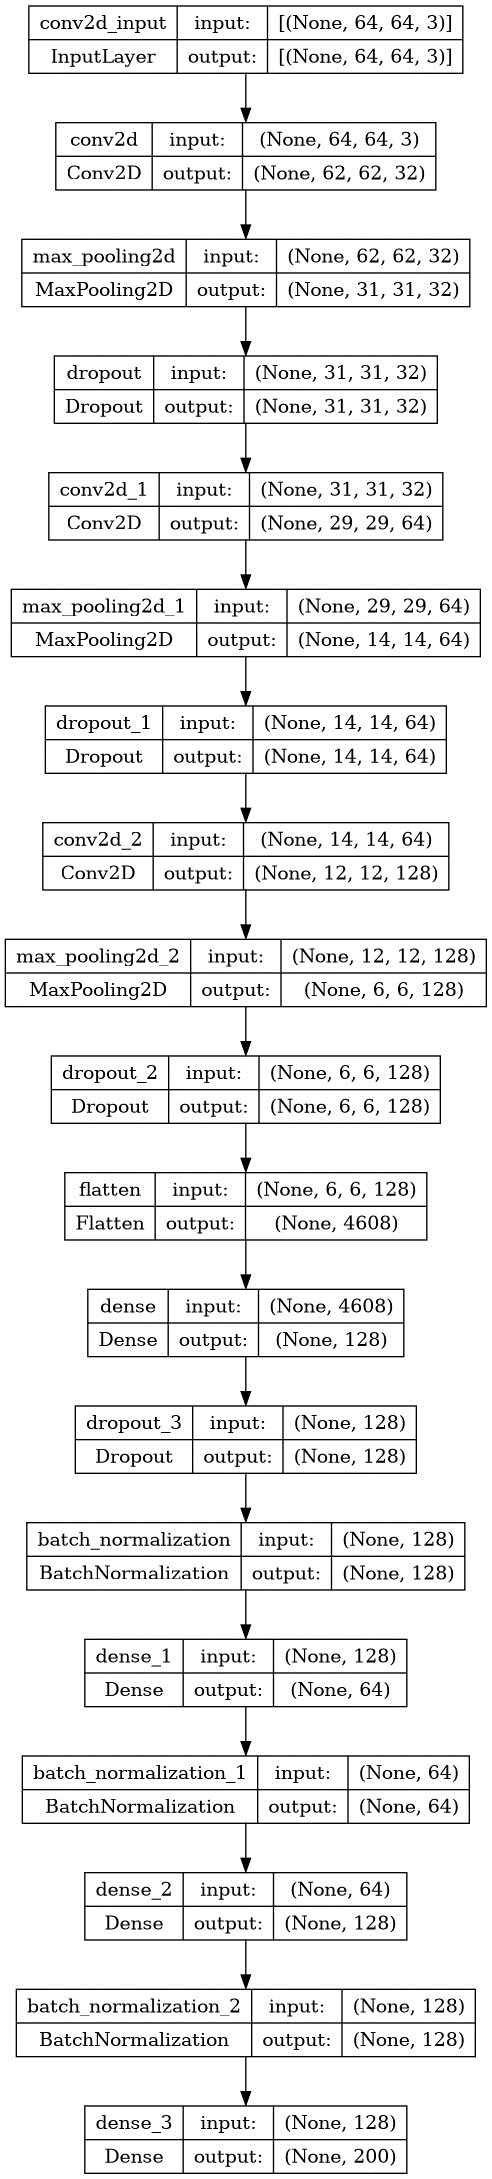 conv2d_input input: [(None, 64, 64, 3)]
InputLayer output: [(None, 64, 64, 3)]
conv2d input: (None, 64, 64, 3)
Conv2D output: (None, 62, 62, 32)
max_pooling2d input: (None, 62, 62, 32)
MaxPooling2D output: (None, 31, 31, 32)
dropout input: (None, 31, 31, 32)
Dropout output: (None, 31, 31, 32)
conv2d_1 input: (None, 31, 31, 32)
Conv2D output: (None, 29, 29, 64)
max_pooling2d_1 input: (None, 29, 29, 64)
MaxPooling2D output: (None, 14, 14, 64)
dropout_1 input: (None, 14, 14, 64)
Dropout output: (None, 14, 14, 64)
conv2d_2 input: (None, 14, 14, 64)
Conv2D output: (None, 12, 12, 128)
max_pooling2d_2 input: (None, 12, 12, 128)
MaxPooling2D output: (None, 6, 6, 128)
dropout_2 input: (None, 6, 6, 128)
Dropout output: (None, 6, 6, 128)
flatten input: (None, 6, 6, 128)
Flatten output: (None, 4608)
dense input: (None, 4608)
Dense output: (None, 128)
dropout_3 input: (None, 128)
Dropout output: (None, 128)
batch_normalization input: (None, 128)
BatchNormalization output: (None, 128)
dense_1 input: (None, 128)
Dense output: (None, 64)
batch_normalization_1 input: (None, 64)
BatchNormalization output: (None, 64)
dense_2 input: (None, 64)
Dense output: (None, 128)
batch_normalization_2 input: (None, 128)
BatchNormalization output: (None, 128)
dense_3 input: (None, 128)
Dense output: (None, 200)